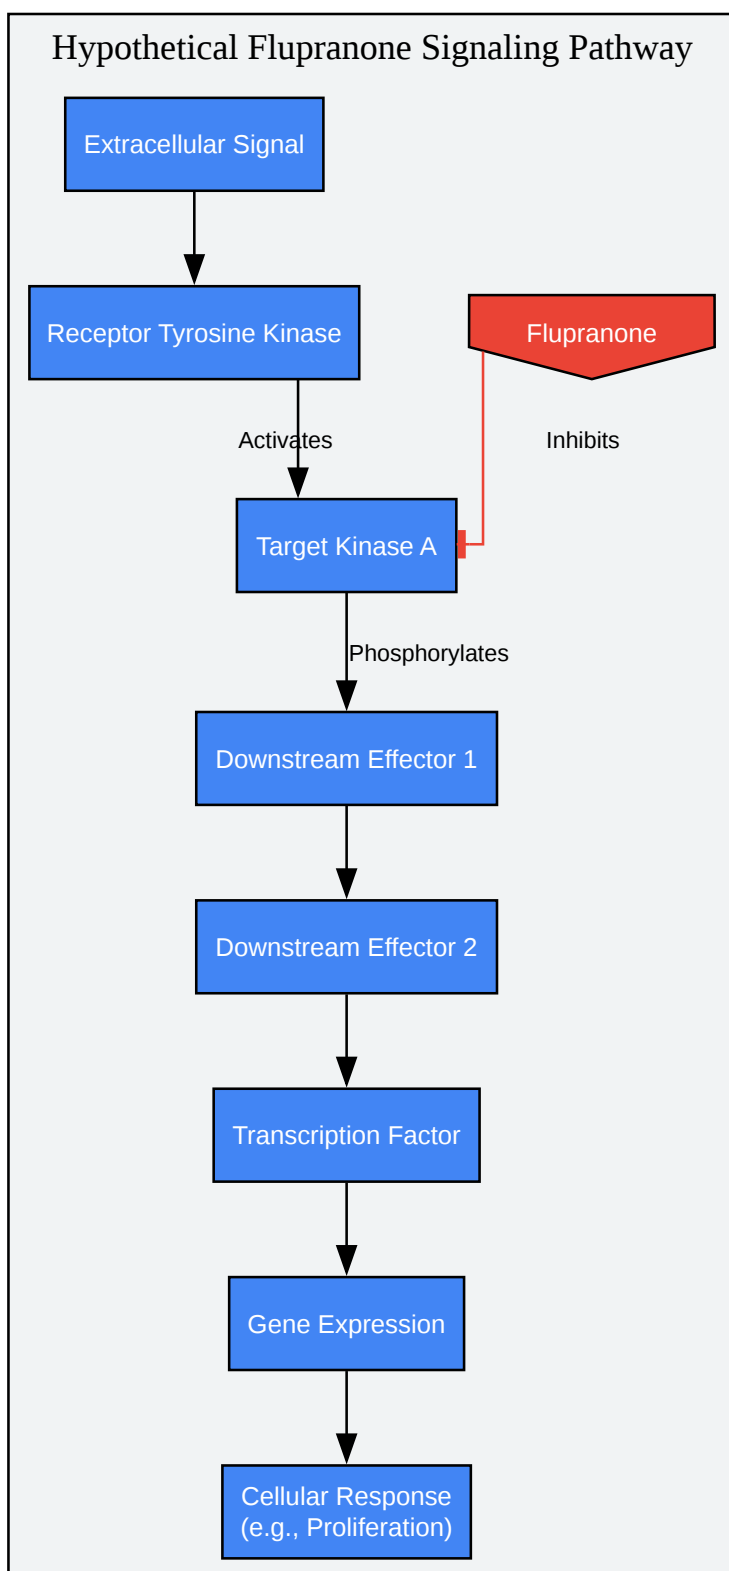 Hypothetical Flupranone Signaling Pathway
Extracellular Signal
Receptor Tyrosine Kinase
Flupranone
Activates
Inhibits
Target Kinase A
Phosphorylates
Downstream Effector 1
Downstream Effector 2
Transcription Factor
Gene Expression
Cellular Response
(e.g., Proliferation)